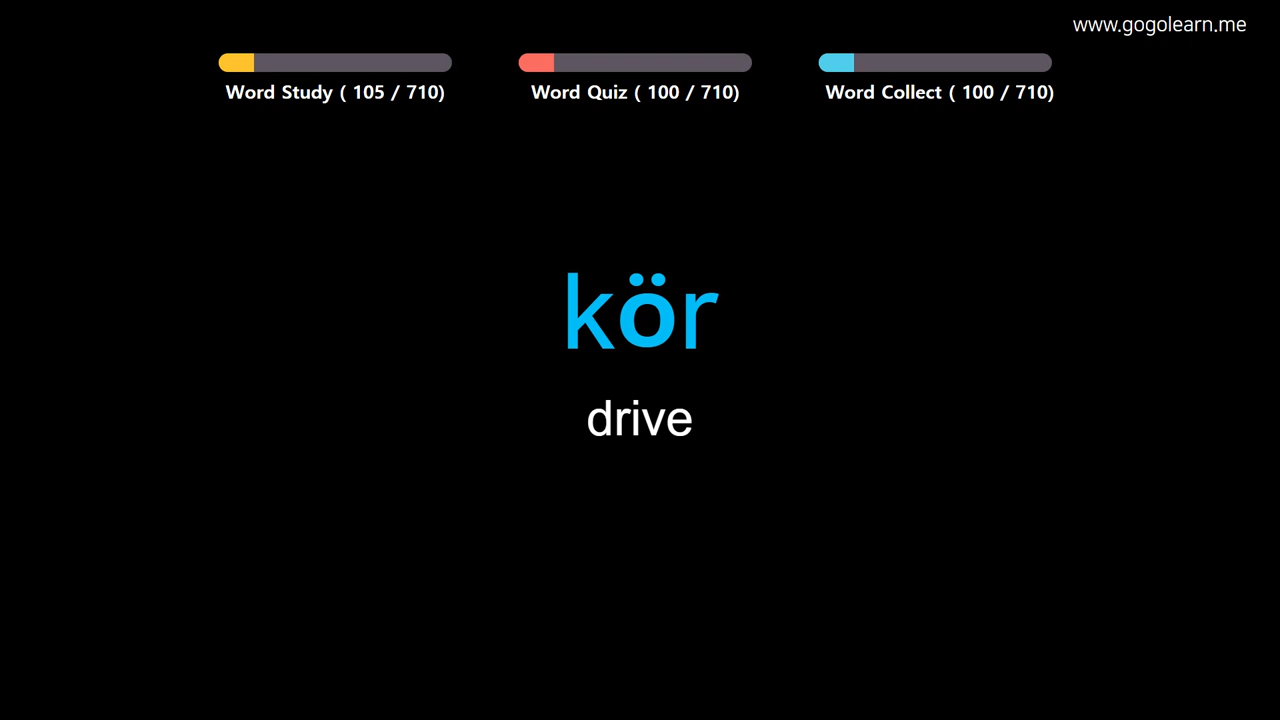 www.gogolearn.me
Word Study ( 105 / 710)
Word Quiz ( 100 / 710)
Word Collect ( 100 / 710)
kör
drive